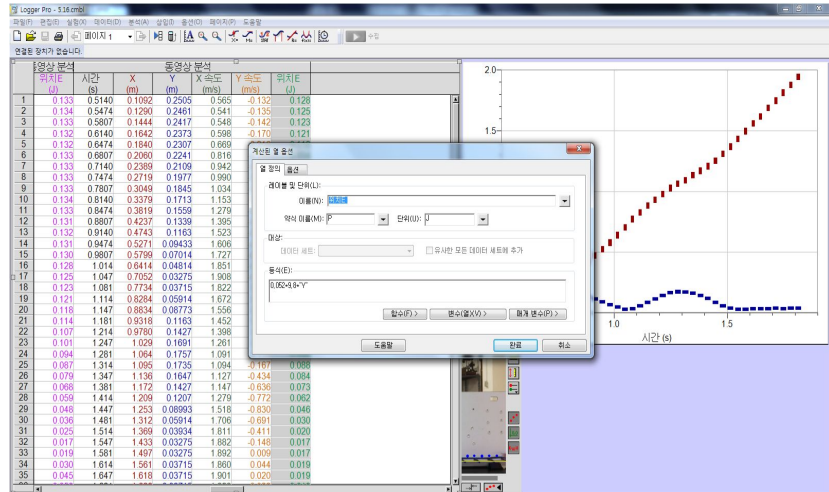 Logger Pro - 5.16.cmbl
파일(F) 편집(E) 실험(X) 데이터(D) 분석(A) 삽입(I) 옵션(O) 페이지(P) 도움말
페이지 1 수집
연결된 장치가 없습니다.
동영상 분석 동영상 분석
위치E 시간 X Y X 속도 Y 속도 위치E
(J) (s) (m) (m) (m/s) (m/s) (J)
1 0.133 0.5140 0.1092 0.2505 0.565 -0.132 0.128
2 0.134 0.5474 0.1290 0.2461 0.541 -0.135 0.125
3 0.133 0.5807 0.1444 0.2417 0.548 -0.142 0.123
4 0.132 0.6140 0.1642 0.2373 0.598 -0.170 0.121
5 0.133 0.6474 0.1840 0.2307 0.669
6 0.133 0.6807 0.2060 0.2241 0.816
7 0.133 0.7140 0.2389 0.2109 0.942
8 0.133 0.7474 0.2719 0.1977 0.990
9 0.133 0.7807 0.3049 0.1845 1.034
10 0.134 0.8140 0.3379 0.1713 1.153
11 0.133 0.8474 0.3819 0.1559 1.279
12 0.131 0.8807 0.4237 0.1339 1.395
13 0.132 0.9140 0.4743 0.1163 1.523
14 0.131 0.9474 0.5271 0.09433 1.606
15 0.130 0.9807 0.5799 0.07014 1.727
16 0.128 1.014 0.6414 0.04814 1.851
17 0.125 1.047 0.7052 0.03275 1.908
18 0.123 1.081 0.7734 0.03715 1.822
19 0.121 1.114 0.8284 0.05914 1.672
20 0.118 1.147 0.8834 0.08773 1.556
21 0.114 1.181 0.9318 0.1163 1.452
22 0.107 1.214 0.9780 0.1427 1.398
23 0.101 1.247 1.029 0.1691 1.261
24 0.094 1.281 1.064 0.1757 1.091
25 0.087 1.314 1.095 0.1735 1.094 -0.167 0.088
26 0.079 1.347 1.136 0.1647 1.127 -0.434 0.084
27 0.068 1.381 1.172 0.1427 1.147 -0.636 0.073
28 0.059 1.414 1.209 0.1207 1.279 -0.772 0.062
29 0.048 1.447 1.253 0.08993 1.518 -0.830 0.046
30 0.036 1.481 1.312 0.05914 1.706 -0.691 0.030
31 0.025 1.514 1.369 0.03934 1.811 -0.411 0.020
32 0.017 1.547 1.433 0.03275 1.882 -0.148 0.017
33 0.019 1.581 1.497 0.03275 1.892 0.009 0.017
34 0.030 1.614 1.561 0.03715 1.860 0.044 0.019
35 0.045 1.647 1.618 0.03715 1.901 0.020 0.019
계산된 열 옵션
열 정의 옵션
레이블 및 단위(L):
이름(N): 위치E
약식 이름(M): P 단위(U): J
대상:
데이터 세트: 유사한 모든 데이터 세트에 추가
등식(E):
0.052*9.8*"Y"
함수(F) > 변수(열)(V) > 매개 변수(P) >
도움말 완료 취소
2.0
1.5
1.0 1.5
시간 (s)